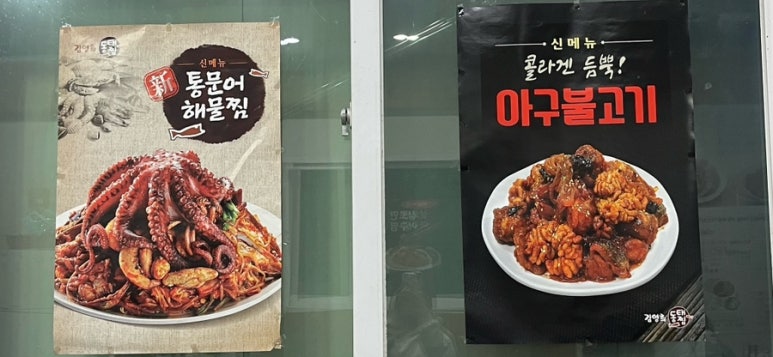 신메뉴
新
통문어
해물찜
신메뉴
콜라겐 듬뿍!
아구불고기